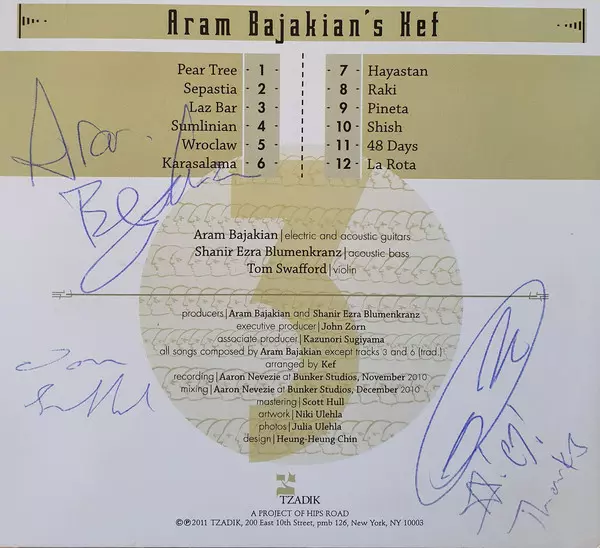 Aram Bajakian's Kef
Pear Tree - 1 -
Sepastia - 2 -
Laz Bar - 3 -
Sumlinian - 4 -
Wroclaw - 5 -
Karasalama - 6 -
- 7 - Hayastan
- 8 - Raki
- 9 - Pineta
- 10 - Shish
- 11 - 48 Days
- 12 - La Rota
Aram
Aram Bajakian|electric and acoustic guitars
Shanir Ezra Blumenkranz|acoustic bass
Tom Swafford|violin
producers|Aram Bajakian and Shanir Ezra Blumenkranz
executive producer|John Zorn
associate producer|Kazunori Sugiyama
all songs composed by Aram Bajakian except tracks 3 and 6 (trad.)
arranged by Kef
recording|Aaron Nevezie at Bunker Studios, November 2010
mixing|Aaron Nevezie at Bunker Studios, December 2010
mastering|Scott Hull
artwork|Niki Ulehla
photos|Julia Ulehla
design|Heung-Heung Chin
Tom
Thanks
TZADIK
A PROJECT OF HIPS ROAD
©℗2011 TZADIK, 200 East 10th Street, pmb 126, New York, NY 10003